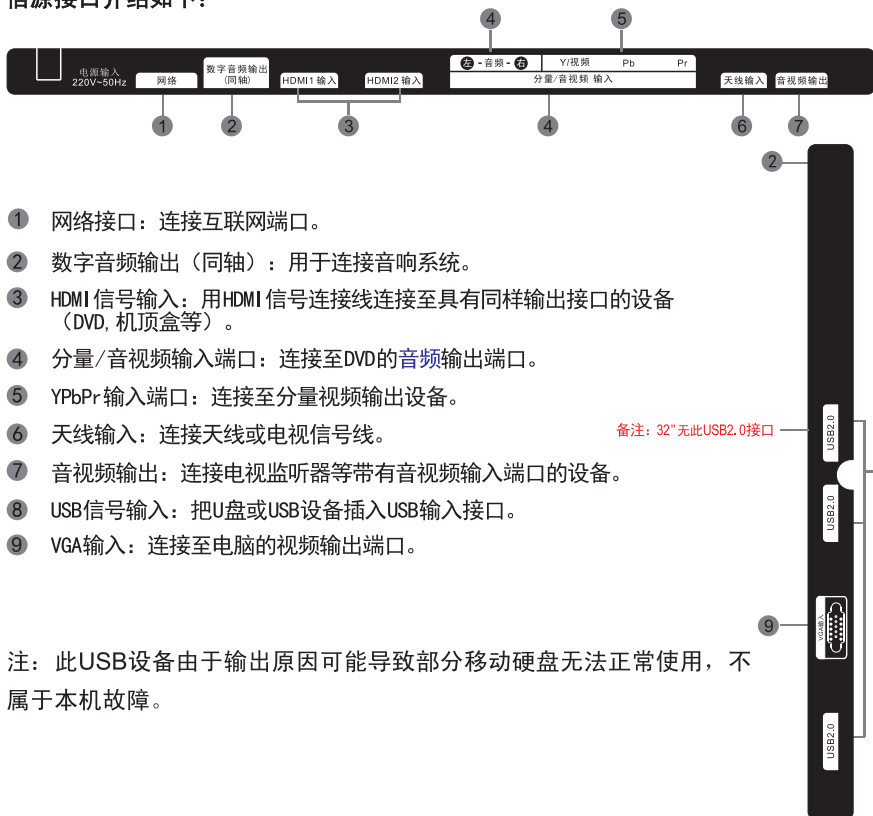 信源接口介绍如下：
④ ⑤
电源输入
220V~50Hz
网络
数字音频输出
(同轴)
HDMI1 输入
HDMI2 输入
左 - 音频 - 右
Y/视频 Pb Pr
分量/音视频 输入
天线输入
音视频输出
① ② ③ ④ ⑥ ⑦
②
① 网络接口：连接互联网端口。
② 数字音频输出（同轴）：用于连接音响系统。
③ HDMI信号输入：用HDMI信号连接线连接至具有同样输出接口的设备
（DVD,机顶盒等）。
④ 分量/音视频输入端口：连接至DVD的音频输出端口。
⑤ YPbPr输入端口：连接至分量视频输出设备。
⑥ 天线输入：连接天线或电视信号线。
备注：32"无此USB2.0接口
⑦ 音视频输出：连接电视监听器等带有音视频输入端口的设备。
⑧ USB信号输入：把U盘或USB设备插入USB输入接口。
⑨ VGA输入：连接至电脑的视频输出端口。
USB2.0
USB2.0
⑨
VGA输入
USB2.0
注：此USB设备由于输出原因可能导致部分移动硬盘无法正常使用，不
属于本机故障。